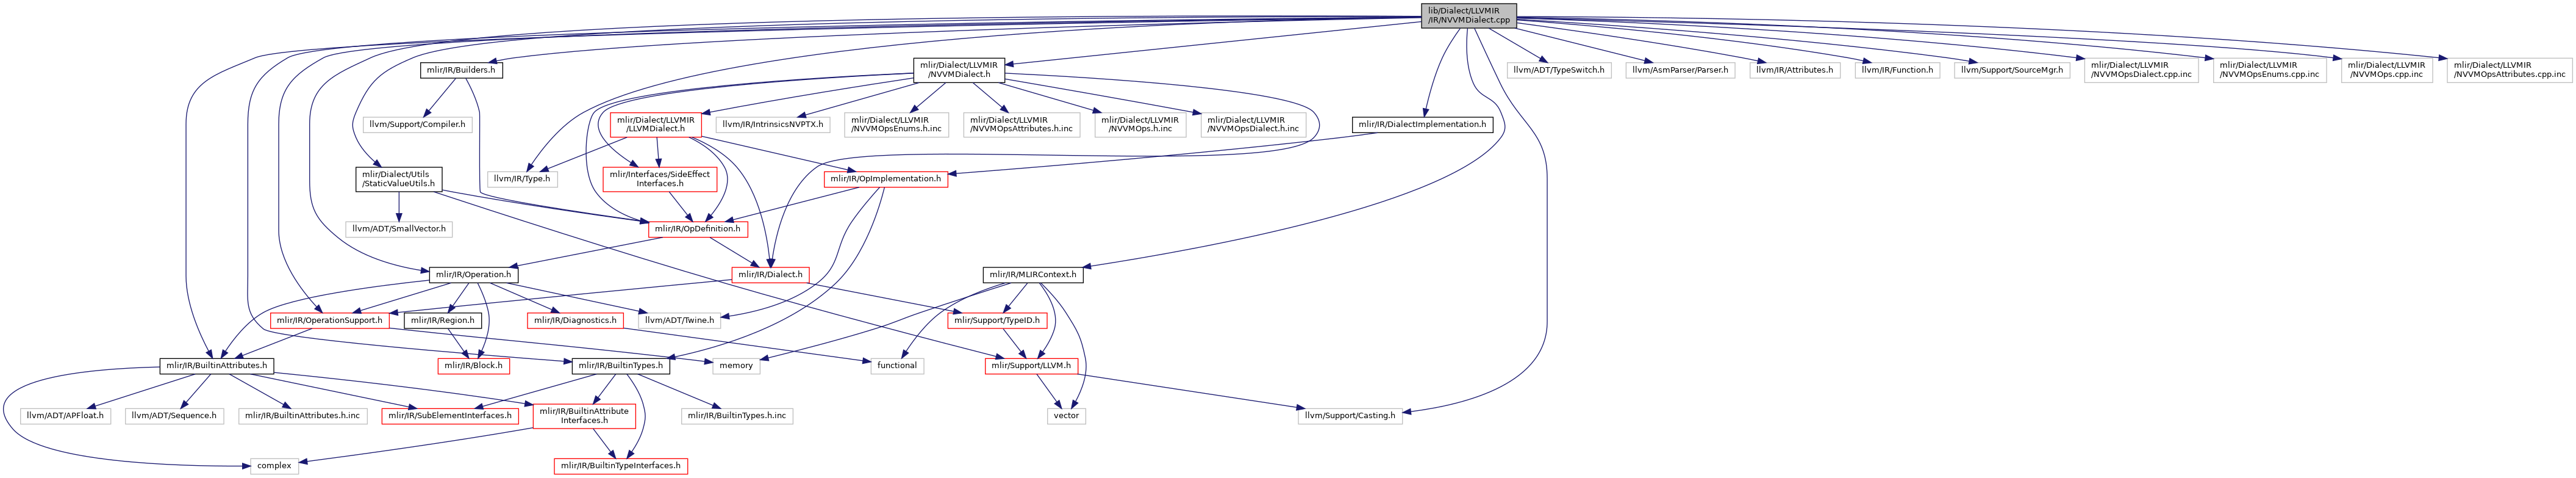 lib/Dialect/LLVMIR
/IR/NVVMDialect.cpp
mlir/IR/Builders.h
mlir/Dialect/LLVMIR
/NVVMDialect.h
llvm/ADT/TypeSwitch.h
llvm/AsmParser/Parser.h
llvm/IR/Attributes.h
llvm/IR/Function.h
llvm/Support/SourceMgr.h
mlir/Dialect/LLVMIR
/NVVMOpsDialect.cpp.inc
mlir/Dialect/LLVMIR
/NVVMOpsEnums.cpp.inc
mlir/Dialect/LLVMIR
/NVVMOps.cpp.inc
mlir/Dialect/LLVMIR
/NVVMOpsAttributes.cpp.inc
llvm/Support/Compiler.h
mlir/Dialect/LLVMIR
/LLVMDialect.h
llvm/IR/IntrinsicsNVPTX.h
mlir/Dialect/LLVMIR
/NVVMOpsEnums.h.inc
mlir/Dialect/LLVMIR
/NVVMOpsAttributes.h.inc
mlir/Dialect/LLVMIR
/NVVMOps.h.inc
mlir/Dialect/LLVMIR
/NVVMOpsDialect.h.inc
mlir/IR/DialectImplementation.h
mlir/Dialect/Utils
/StaticValueUtils.h
llvm/IR/Type.h
mlir/Interfaces/SideEffect
Interfaces.h
mlir/IR/OpImplementation.h
llvm/ADT/SmallVector.h
mlir/IR/OpDefinition.h
mlir/IR/Operation.h
mlir/IR/Dialect.h
mlir/IR/MLIRContext.h
mlir/IR/OperationSupport.h
mlir/IR/Region.h
mlir/IR/Diagnostics.h
llvm/ADT/Twine.h
mlir/Support/TypeID.h
mlir/IR/BuiltinAttributes.h
mlir/IR/Block.h
mlir/IR/BuiltinTypes.h
memory
functional
mlir/Support/LLVM.h
llvm/ADT/APFloat.h
llvm/ADT/Sequence.h
mlir/IR/BuiltinAttributes.h.inc
mlir/IR/SubElementInterfaces.h
mlir/IR/BuiltinAttribute
Interfaces.h
mlir/IR/BuiltinTypes.h.inc
vector
llvm/Support/Casting.h
complex
mlir/IR/BuiltinTypeInterfaces.h